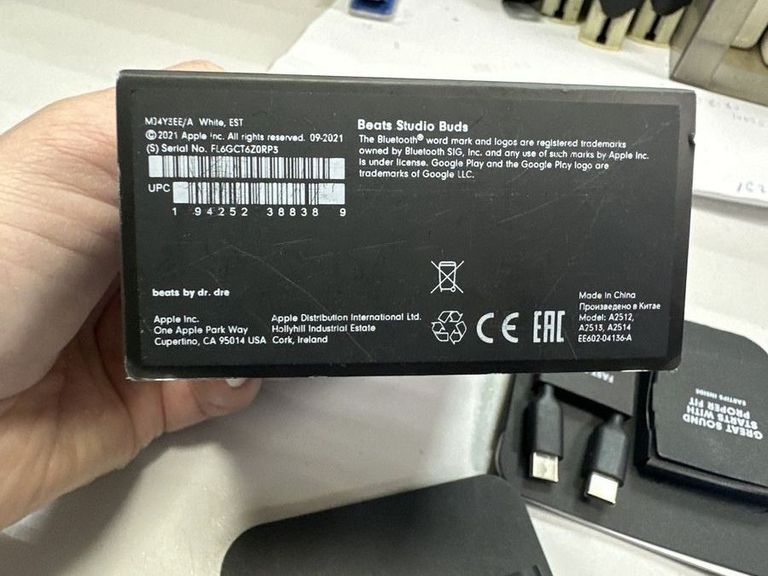 MJ4Y3EE/A White, EST
© 2021 Apple Inc. All rights reserved. 09-2021
(S) Serial No. FL6GCT6Z0RP3
UPC
1 94252 38838 9
Beats Studio Buds
The Bluetooth® word mark and logos are registered trademarks
owned by Bluetooth SIG, Inc. and any use of such marks by Apple Inc.
is under license. Google Play and the Google Play logo are
trademarks of Google LLC.
beats by dr. dre
Apple Inc.
One Apple Park Way
Cupertino, CA 95014 USA
Apple Distribution International Ltd.
Hollyhill Industrial Estate
Cork, Ireland
CE EAC
Made in China
Произведено в Китае
Model: A2512,
A2513, A2514
EE602-04136-A
GREAT SOUND
STARTS WITH
PROPER FIT
EARTIPS INSIDE